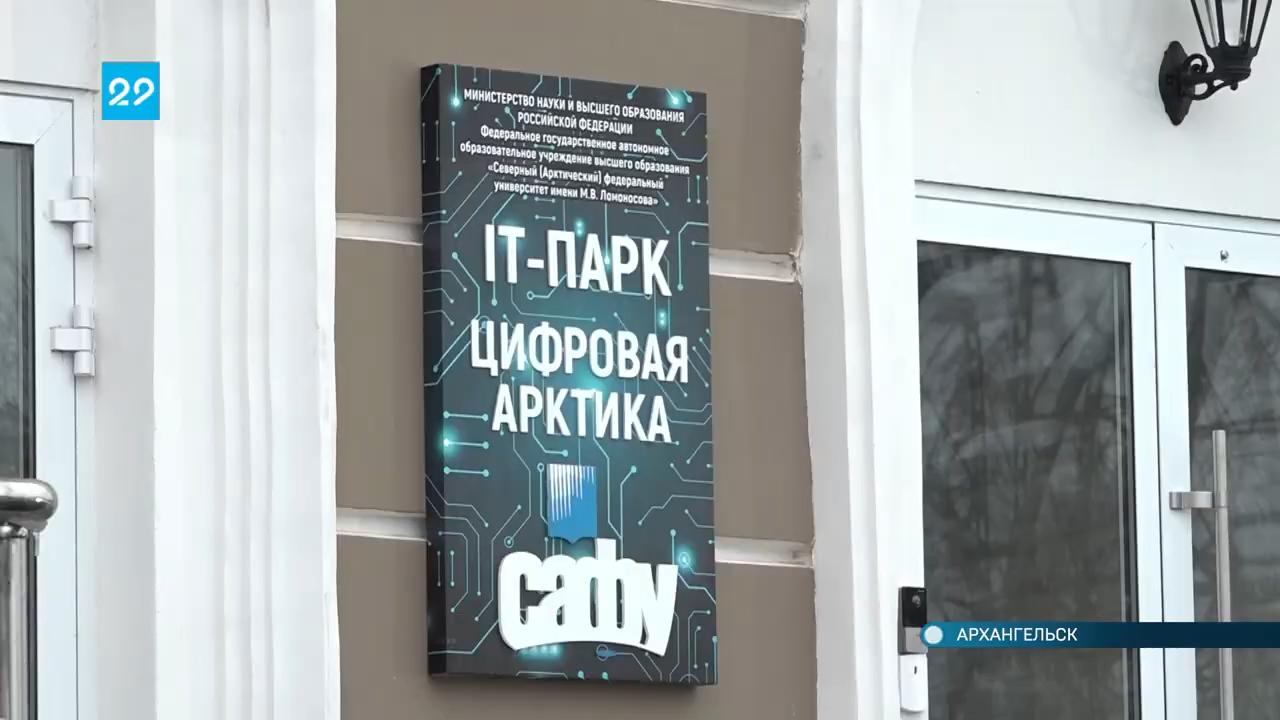 29
МИНИСТЕРСТВО НАУКИ И ВЫСШЕГО ОБРАЗОВАНИЯ
РОССИЙСКОЙ ФЕДЕРАЦИИ
Федеральное государственное автономное
образовательное учреждение высшего образования
«Северный (Арктический) федеральный
университет имени М.В. Ломоносова»
IT-ПАРК
ЦИФРОВАЯ
АРКТИКА
сафу
АРХАНГЕЛЬСК